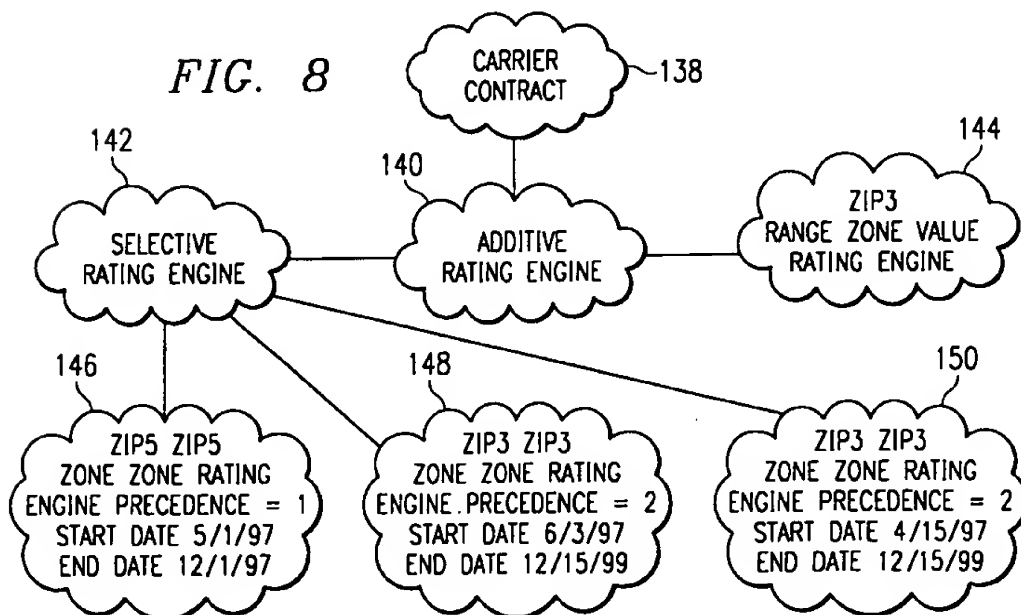 FIG. 8
CARRIER
CONTRACT
138
142
SELECTIVE
RATING ENGINE
140
ADDITIVE
RATING ENGINE
144
ZIP3
RANGE ZONE VALUE
RATING ENGINE
146
ZIP5 ZIP5
ZONE ZONE RATING
ENGINE PRECEDENCE = 1
START DATE 5/1/97
END DATE 12/1/97
148
ZIP3 ZIP3
ZONE ZONE RATING
ENGINE.PRECEDENCE = 2
START DATE 6/3/97
END DATE 12/15/99
150
ZIP3 ZIP3
ZONE ZONE RATING
ENGINE PRECEDENCE = 2
START DATE 4/15/97
END DATE 12/15/99